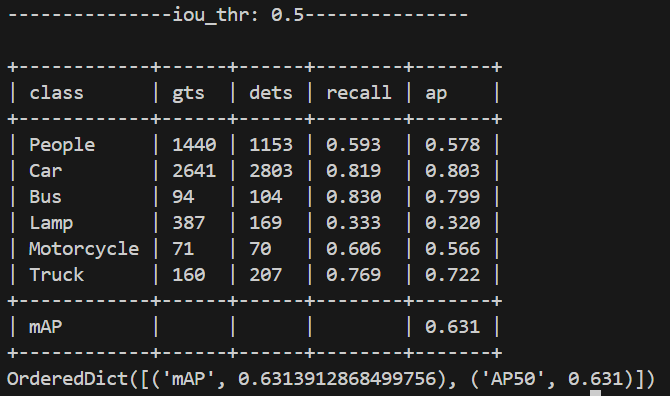 ---------------iou_thr: 0.5---------------
+------------+------+------+--------+-------+
| class      | gts  | dets | recall | ap    |
+------------+------+------+--------+-------+
| People     | 1440 | 1153 | 0.593  | 0.578 |
| Car        | 2641 | 2803 | 0.819  | 0.803 |
| Bus        | 94   | 104  | 0.830  | 0.799 |
| Lamp       | 387  | 169  | 0.333  | 0.320 |
| Motorcycle | 71   | 70   | 0.606  | 0.566 |
| Truck      | 160  | 207  | 0.769  | 0.722 |
+------------+------+------+--------+-------+
| mAP        |      |      |        | 0.631 |
+------------+------+------+--------+-------+
OrderedDict([('mAP', 0.6313912868499756), ('AP50', 0.631)])